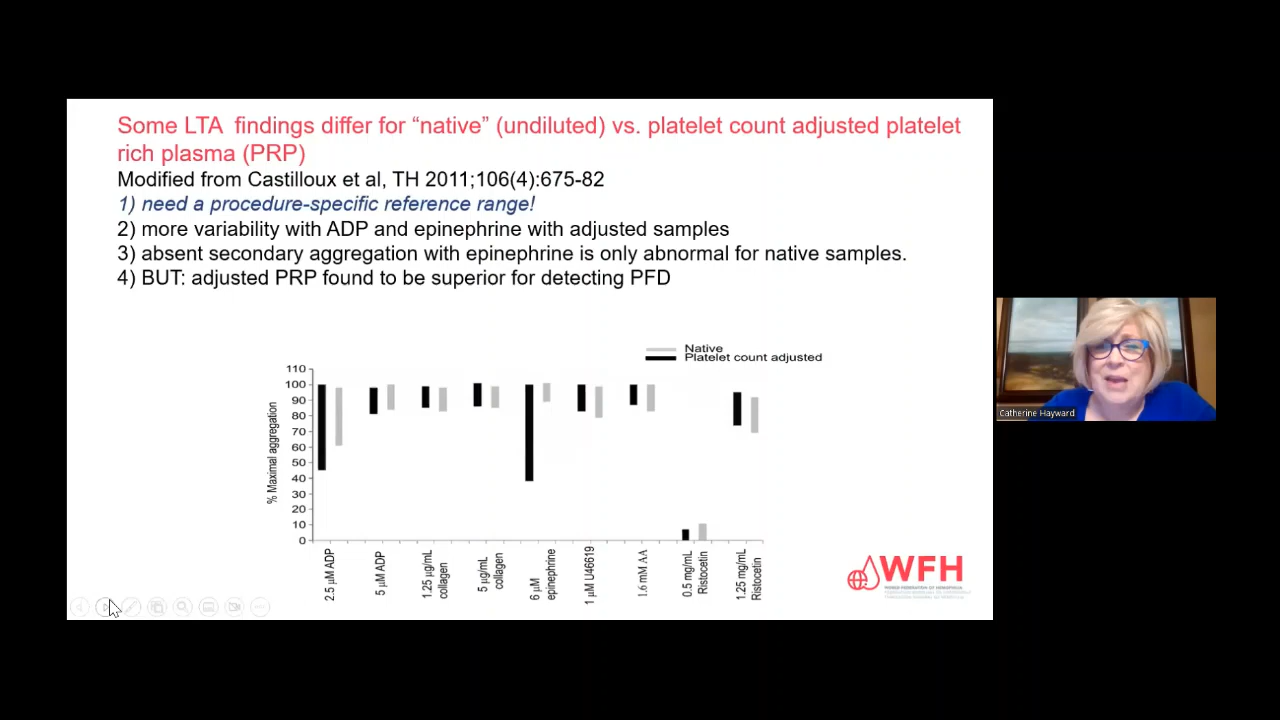 Some LTA findings differ for “native” (undiluted) vs. platelet count adjusted platelet
rich plasma (PRP)
Modified from Castilloux et al, TH 2011;106(4):675-82
1) need a procedure-specific reference range!
2) more variability with ADP and epinephrine with adjusted samples
3) absent secondary aggregation with epinephrine is only abnormal for native samples.
4) BUT: adjusted PRP found to be superior for detecting PFD
Native
Platelet count adjusted
% Maximal aggregation
110
100
90
80
70
60
50
40
30
20
10
0
2.5 µM ADP
5 µM ADP
1.25 µg/mL
collagen
5 µg/mL
collagen
6 µM
epinephrine
1 µM U46619
1.6 mM AA
0.5 mg/mL
Ristocetin
1.25 mg/mL
Ristocetin
WFH
WORLD FEDERATION OF HEMOPHILIA
Catherine Hayward